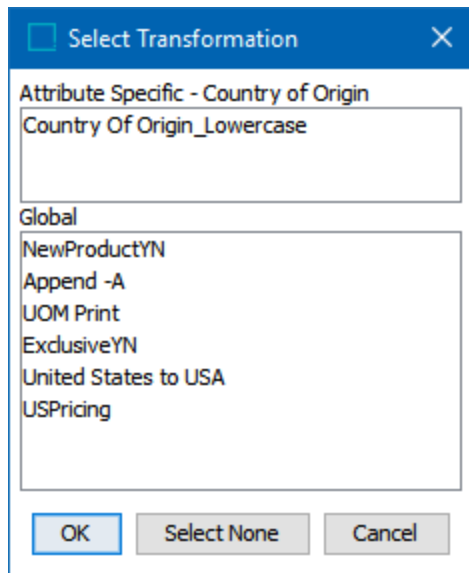 Select Transformation
Attribute Specific - Country of Origin
Country Of Origin_Lowercase
Global
NewProductYN
Append -A
UOM Print
ExclusiveYN
United States to USA
USPricing
OK Select None Cancel